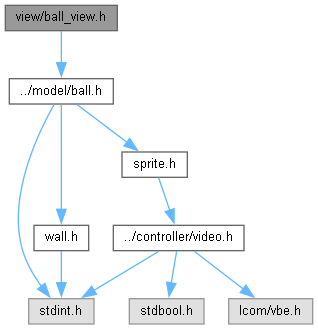 view/ball_view.h
../model/ball.h
sprite.h
wall.h
../controller/video.h
stdint.h
stdbool.h
lcom/vbe.h